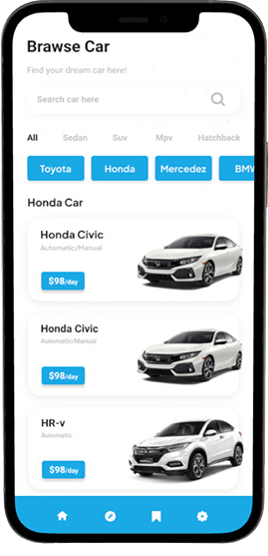 Brawse Car
Find your dream car here!
Search car here
All Sedan Suv Mpv Hatchback
Toyota Honda Mercedez BMW
Honda Car
Honda Civic
Automatic/Manual
$98/day
Honda Civic
Automatic/Manual
$98/day
HR-v
Automatic
$98/day